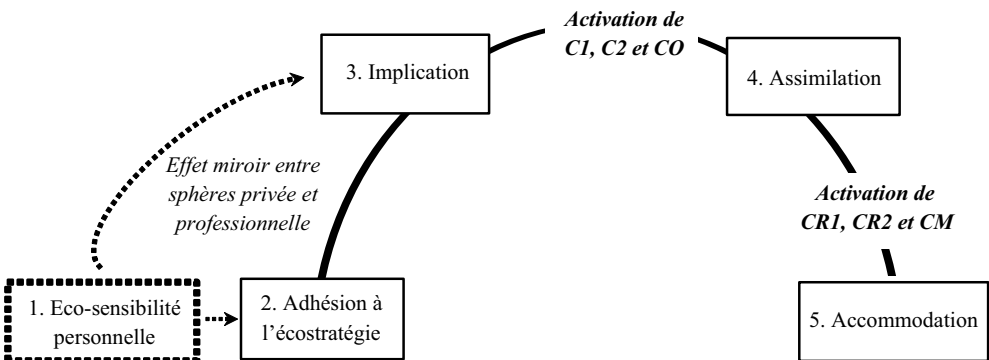 1. Eco-sensibilité
personnelle
2. Adhésion à
l’écostratégie
Effet miroir entre
sphères privée et
professionnelle
3. Implication
Activation de
C1, C2 et CO
4. Assimilation
Activation de
CR1, CR2 et CM
5. Accommodation